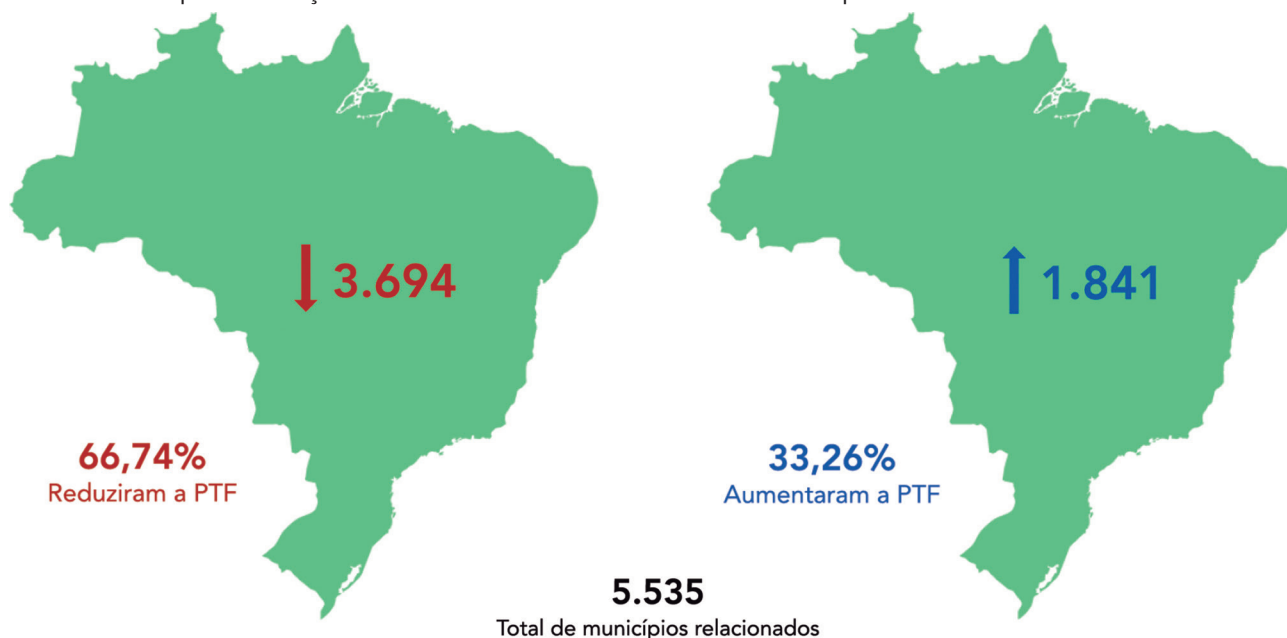 3.694
1.841
66,74%
Reduziram a PTF
33,26%
Aumentaram a PTF
5.535
Total de municípios relacionados